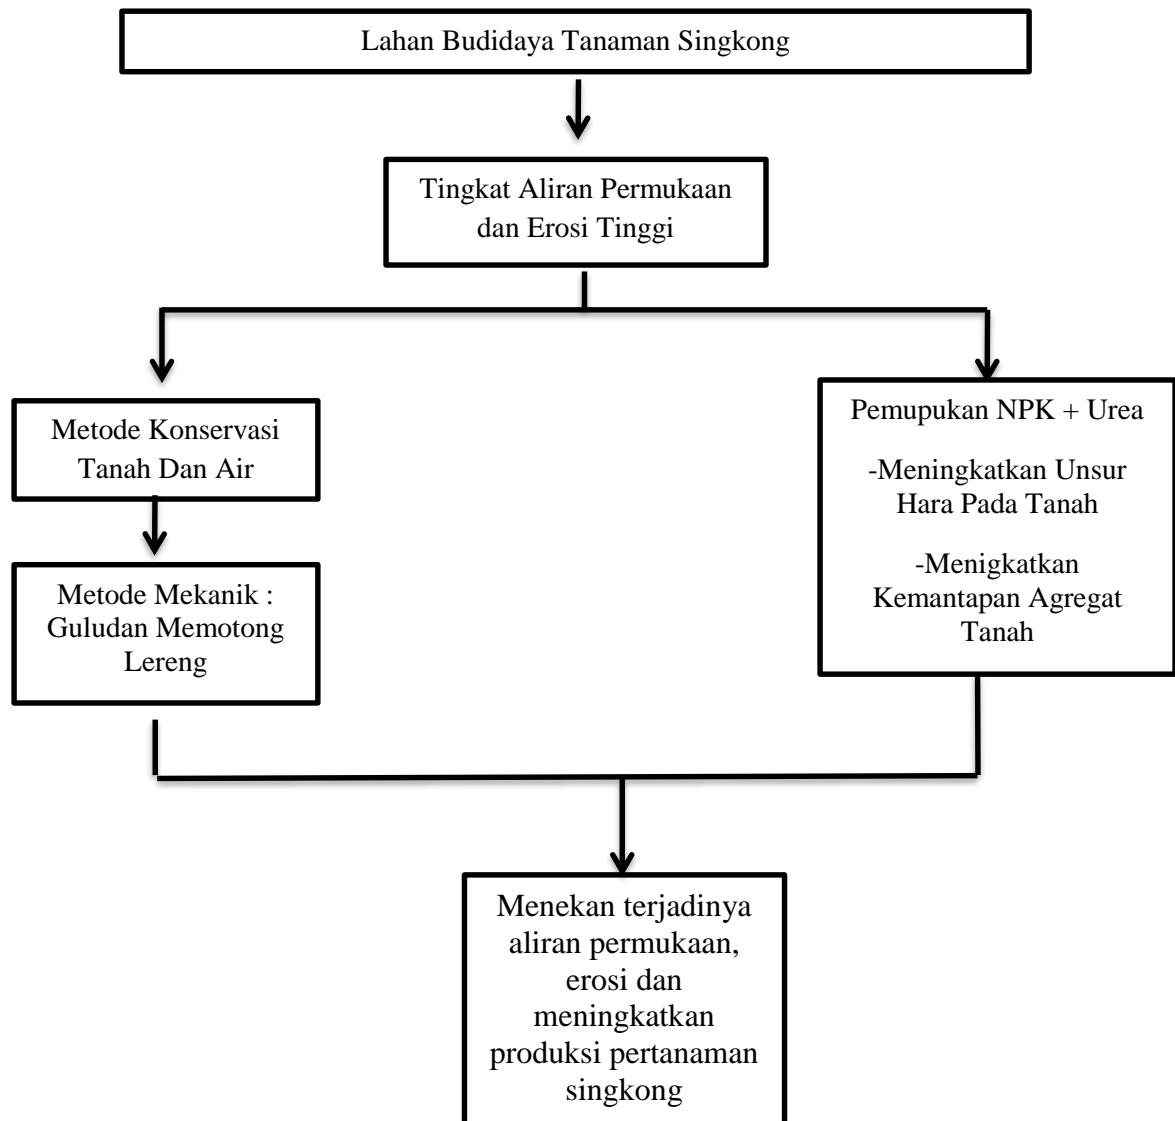 Lahan Budidaya Tanaman Singkong
Tingkat Aliran Permukaan
dan Erosi Tinggi
Metode Konservasi
Tanah Dan Air
Metode Mekanik :
Guludan Memotong
Lereng
Pemupukan NPK + Urea
-Meningkatkan Unsur
Hara Pada Tanah
-Menigkatkan
Kemantapan Agregat
Tanah
Menekan terjadinya
aliran permukaan,
erosi dan
meningkatkan
produksi pertanaman
singkong